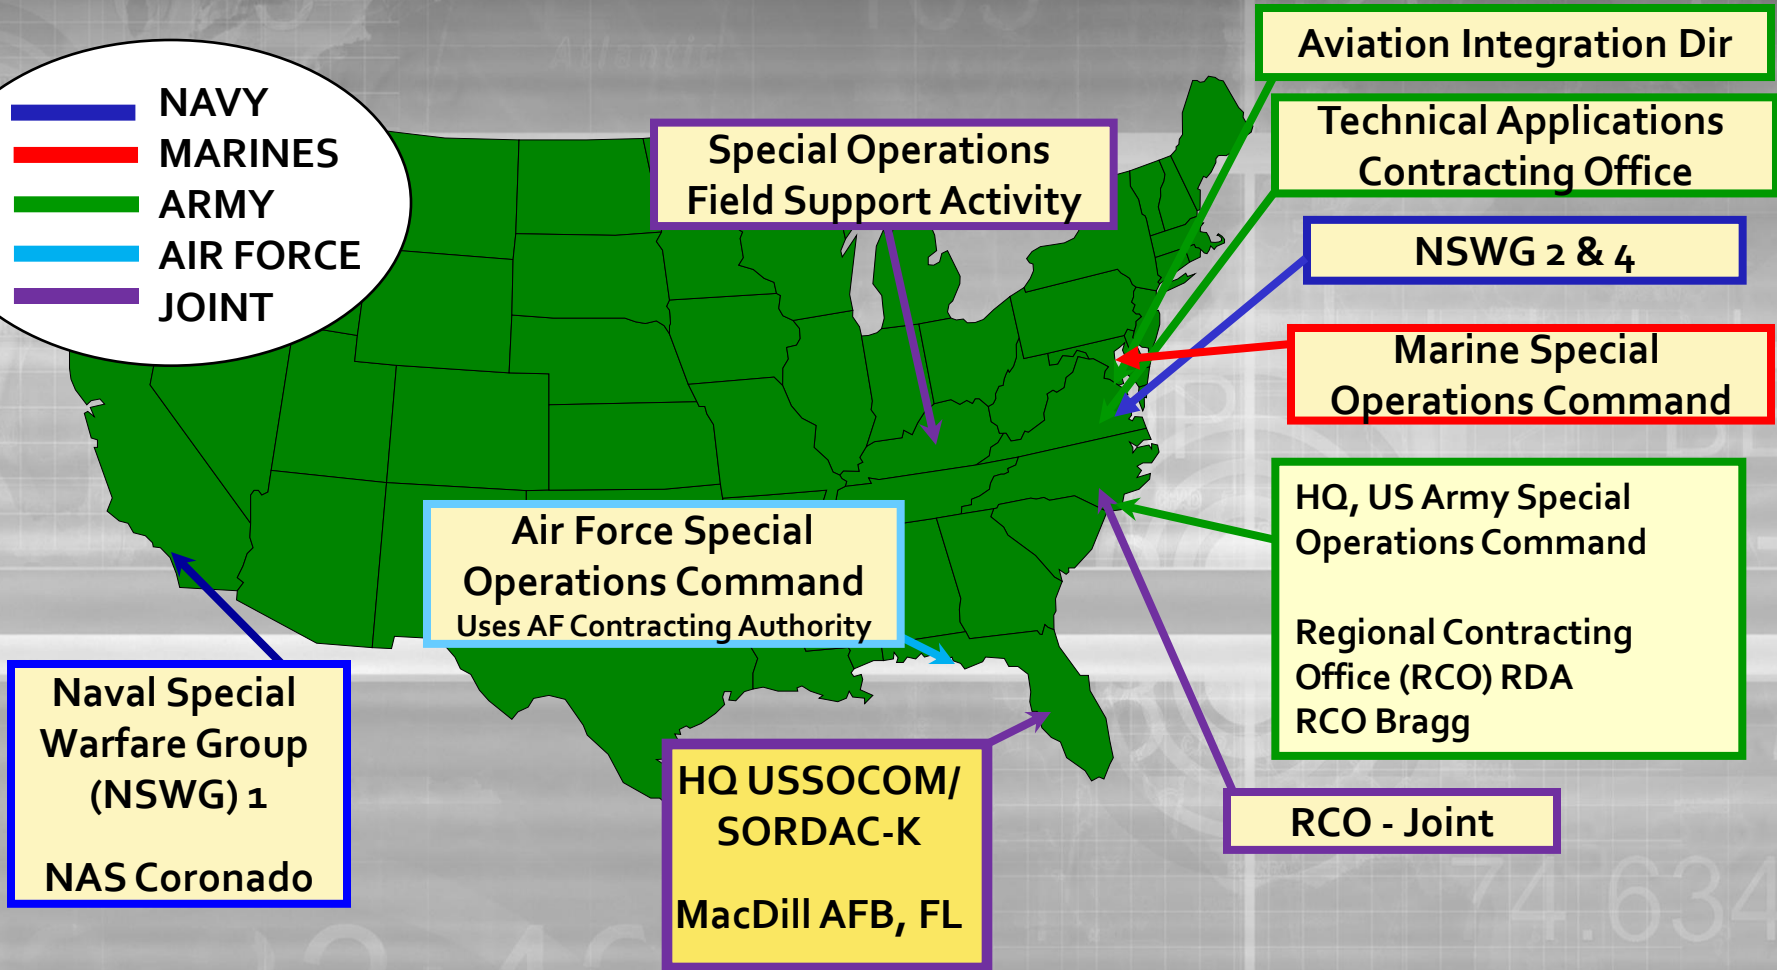 NAVY
MARINES
ARMY
AIR FORCE
JOINT
Special Operations
Field Support Activity
Aviation Integration Dir
Technical Applications
Contracting Office
NSWG 2 & 4
Marine Special
Operations Command
HQ, US Army Special
Operations Command
Regional Contracting
Office (RCO) RDA
RCO Bragg
RCO - Joint
Air Force Special
Operations Command
Uses AF Contracting Authority
Naval Special
Warfare Group
(NSWG) 1
NAS Coronado
HQ USSOCOM/
SORDAC-K
MacDill AFB, FL
Atlantic
74.634